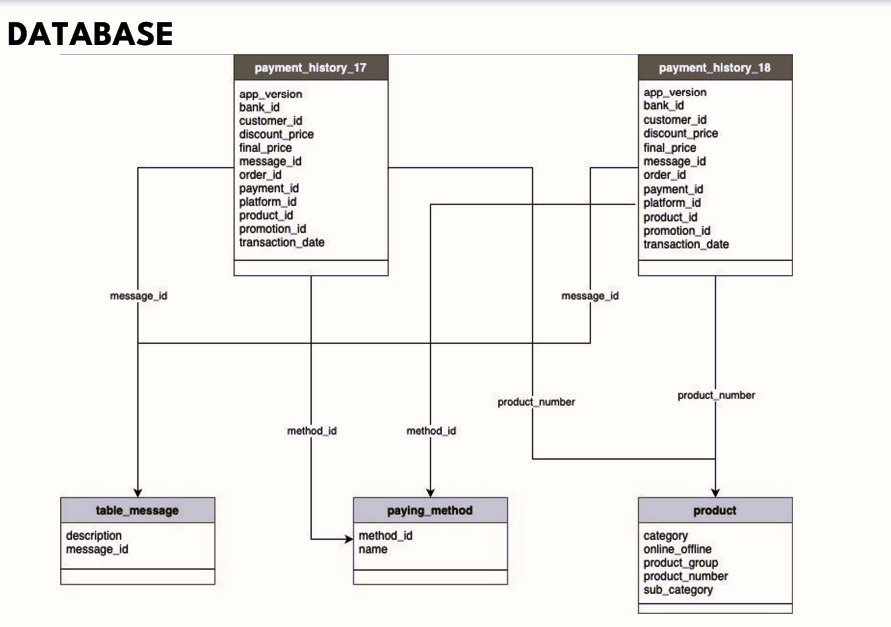 DATABASE
payment_history_17
app_version
bank_id
customer_id
discount_price
final_price
message_id
order_id
payment_id
platform_id
product_id
promotion_id
transaction_date
payment_history_18
app_version
bank_id
customer_id
discount_price
final_price
message_id
order_id
payment_id
platform_id
product_id
promotion_id
transaction_date
message_id
message_id
product_number
product_number
method_id
method_id
table_message
description
message_id
paying_method
method_id
name
product
category
online_offline
product_group
product_number
sub_category